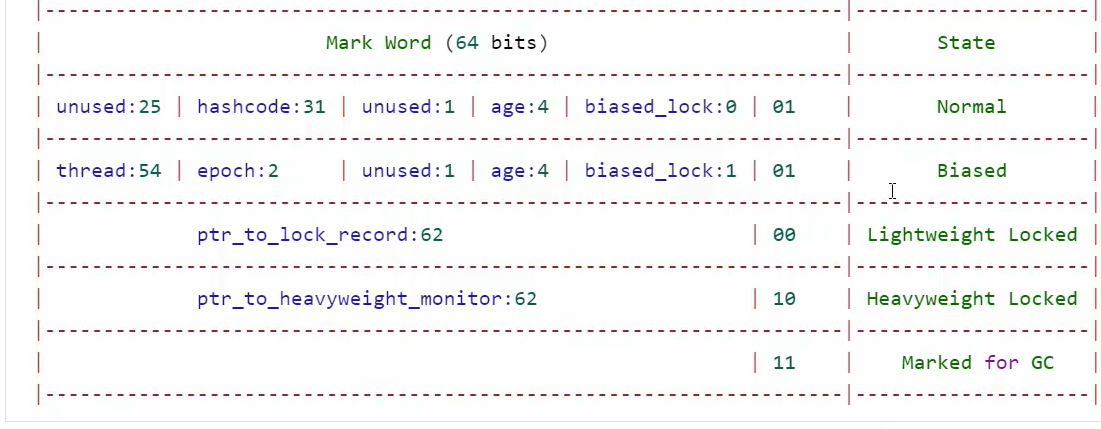 |--------------------------------------------------------------------|--------------------|
| Mark Word (64 bits) | State |
|--------------------------------------------------------------------|--------------------|
| unused:25 | hashcode:31 | unused:1 | age:4 | biased_lock:0 | 01 | Normal |
|--------------------------------------------------------------------|--------------------|
| thread:54 | epoch:2 | unused:1 | age:4 | biased_lock:1 | 01 | Biased |
|--------------------------------------------------------------------|--------------------|
| ptr_to_lock_record:62 | 00 | Lightweight Locked |
|--------------------------------------------------------------------|--------------------|
| ptr_to_heavyweight_monitor:62 | 10 | Heavyweight Locked |
|--------------------------------------------------------------------|--------------------|
| | 11 | Marked for GC |
|--------------------------------------------------------------------|--------------------|